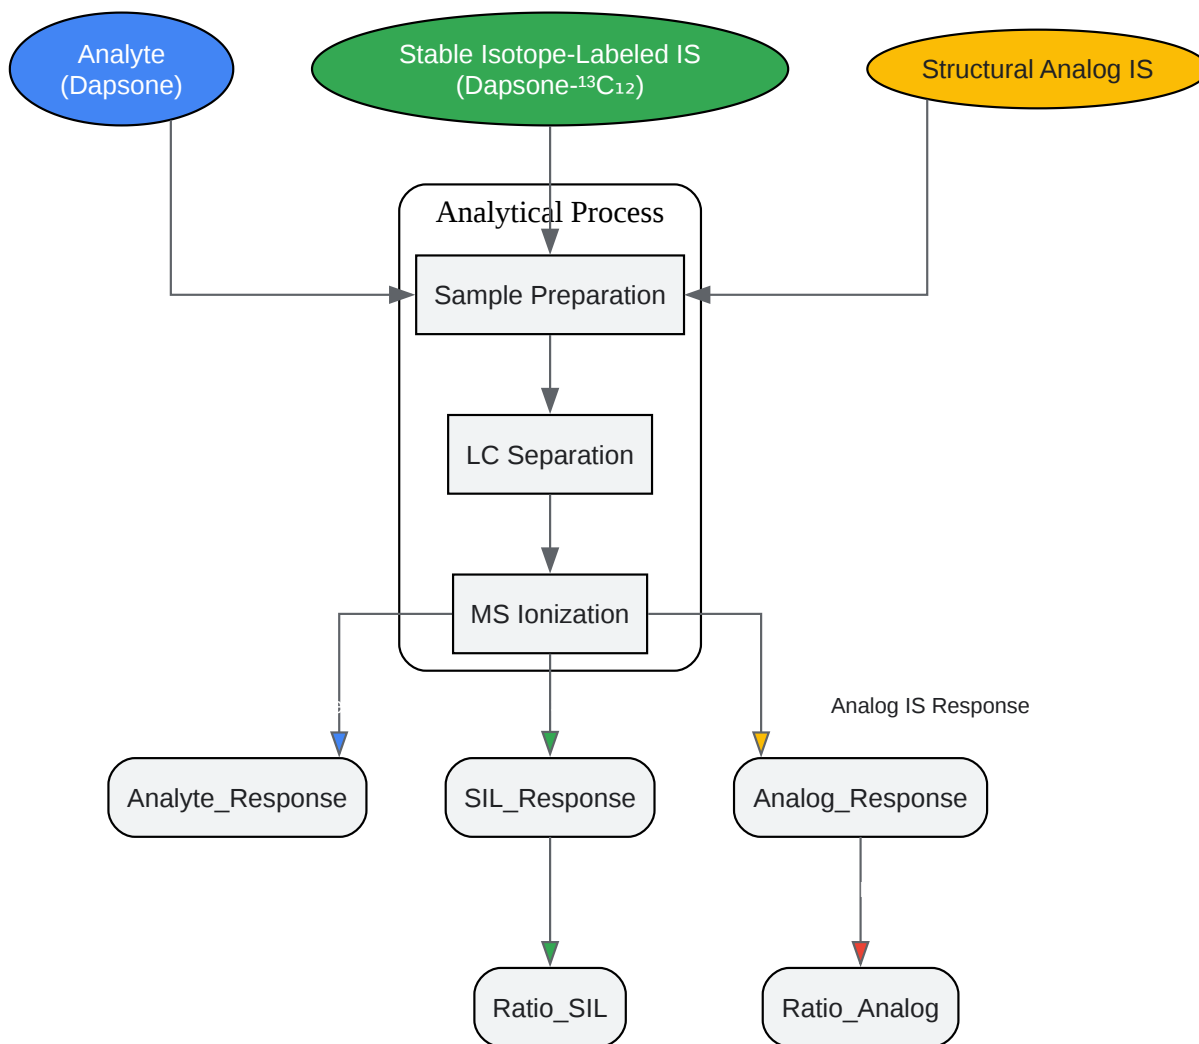 Analyte
(Dapsone)
Stable Isotope-Labeled IS
(Dapsone-¹³C₁₂)
Structural Analog IS
Analytical Process
Sample Preparation
LC Separation
MS Ionization
Analog IS Response
Analyte_Response
SIL_Response
Analog_Response
Ratio_SIL
Ratio_Analog